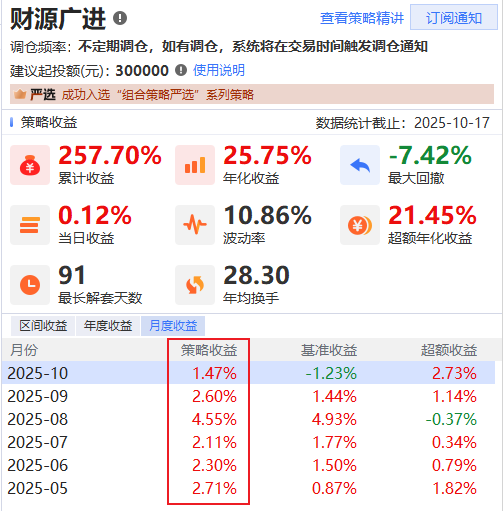 财源广进 查看策略精讲 订阅通知
调仓频率：不定期调仓，如有调仓，系统将在交易时间触发调仓通知
建议起投额(元)：300000 使用说明
严选 成功入选“组合策略严选”系列策略
策略收益 数据统计截止：2025-10-17
257.70% 25.75% -7.42%
累计收益 年化收益 最大回撤
0.12% 10.86% 21.45%
当日收益 波动率 超额年化收益
91 28.30
最长解套天数 年均换手
区间收益 年度收益 月度收益
月份 策略收益 基准收益 超额收益
2025-10 1.47% -1.23% 2.73%
2025-09 2.60% 1.44% 1.14%
2025-08 4.55% 4.93% -0.37%
2025-07 2.11% 1.77% 0.34%
2025-06 2.30% 1.50% 0.79%
2025-05 2.71% 0.87% 1.82%